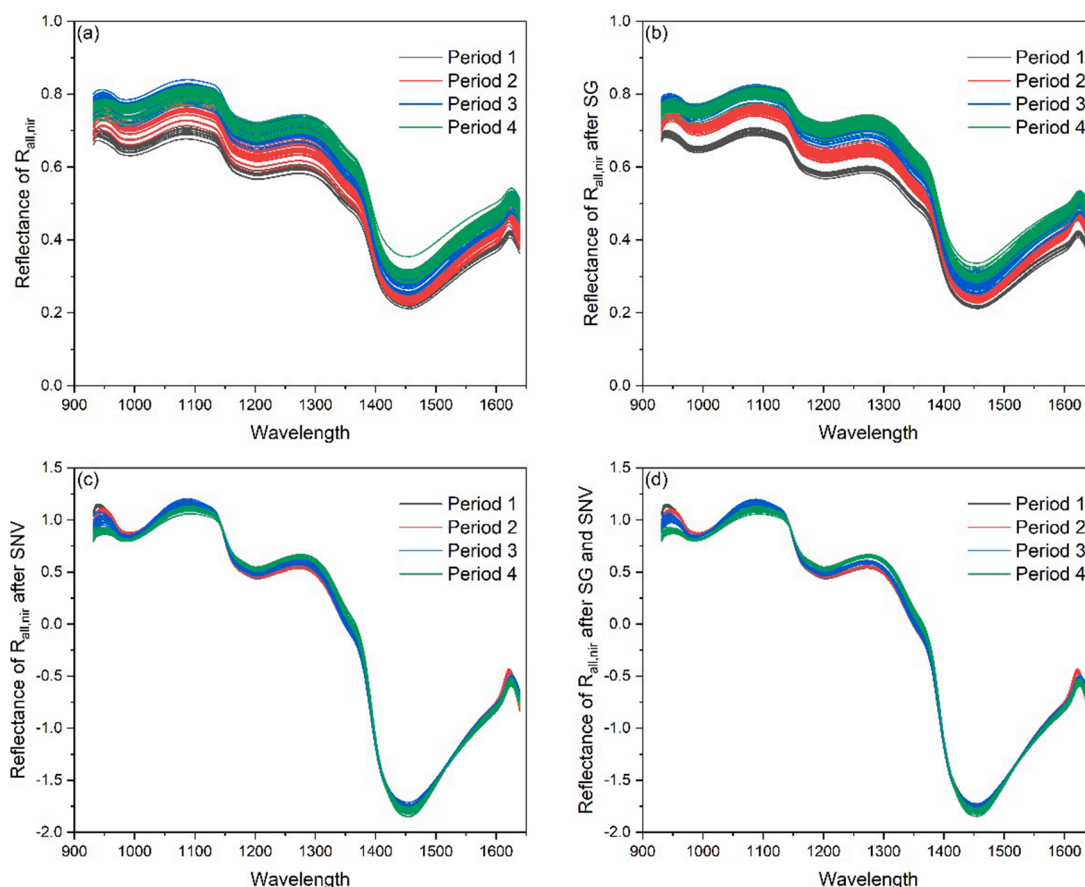 (a)
Period 1
Period 2
Period 3
Period 4
Reflectance of Rall,nir
1.0
0.8
0.6
0.4
0.2
0.0
900 1000 1100 1200 1300 1400 1500 1600
Wavelength
(b)
Period 1
Period 2
Period 3
Period 4
Reflectance of Rall,nir after SG
1.0
0.8
0.6
0.4
0.2
0.0
900 1000 1100 1200 1300 1400 1500 1600
Wavelength
(c)
Period 1
Period 2
Period 3
Period 4
Reflectance of Rall,nir after SNV
1.5
1.0
0.5
0.0
-0.5
-1.0
-1.5
-2.0
900 1000 1100 1200 1300 1400 1500 1600
Wavelength
(d)
Period 1
Period 2
Period 3
Period 4
Reflectance of Rall,nir after SG and SNV
1.5
1.0
0.5
0.0
-0.5
-1.0
-1.5
-2.0
900 1000 1100 1200 1300 1400 1500 1600
Wavelength